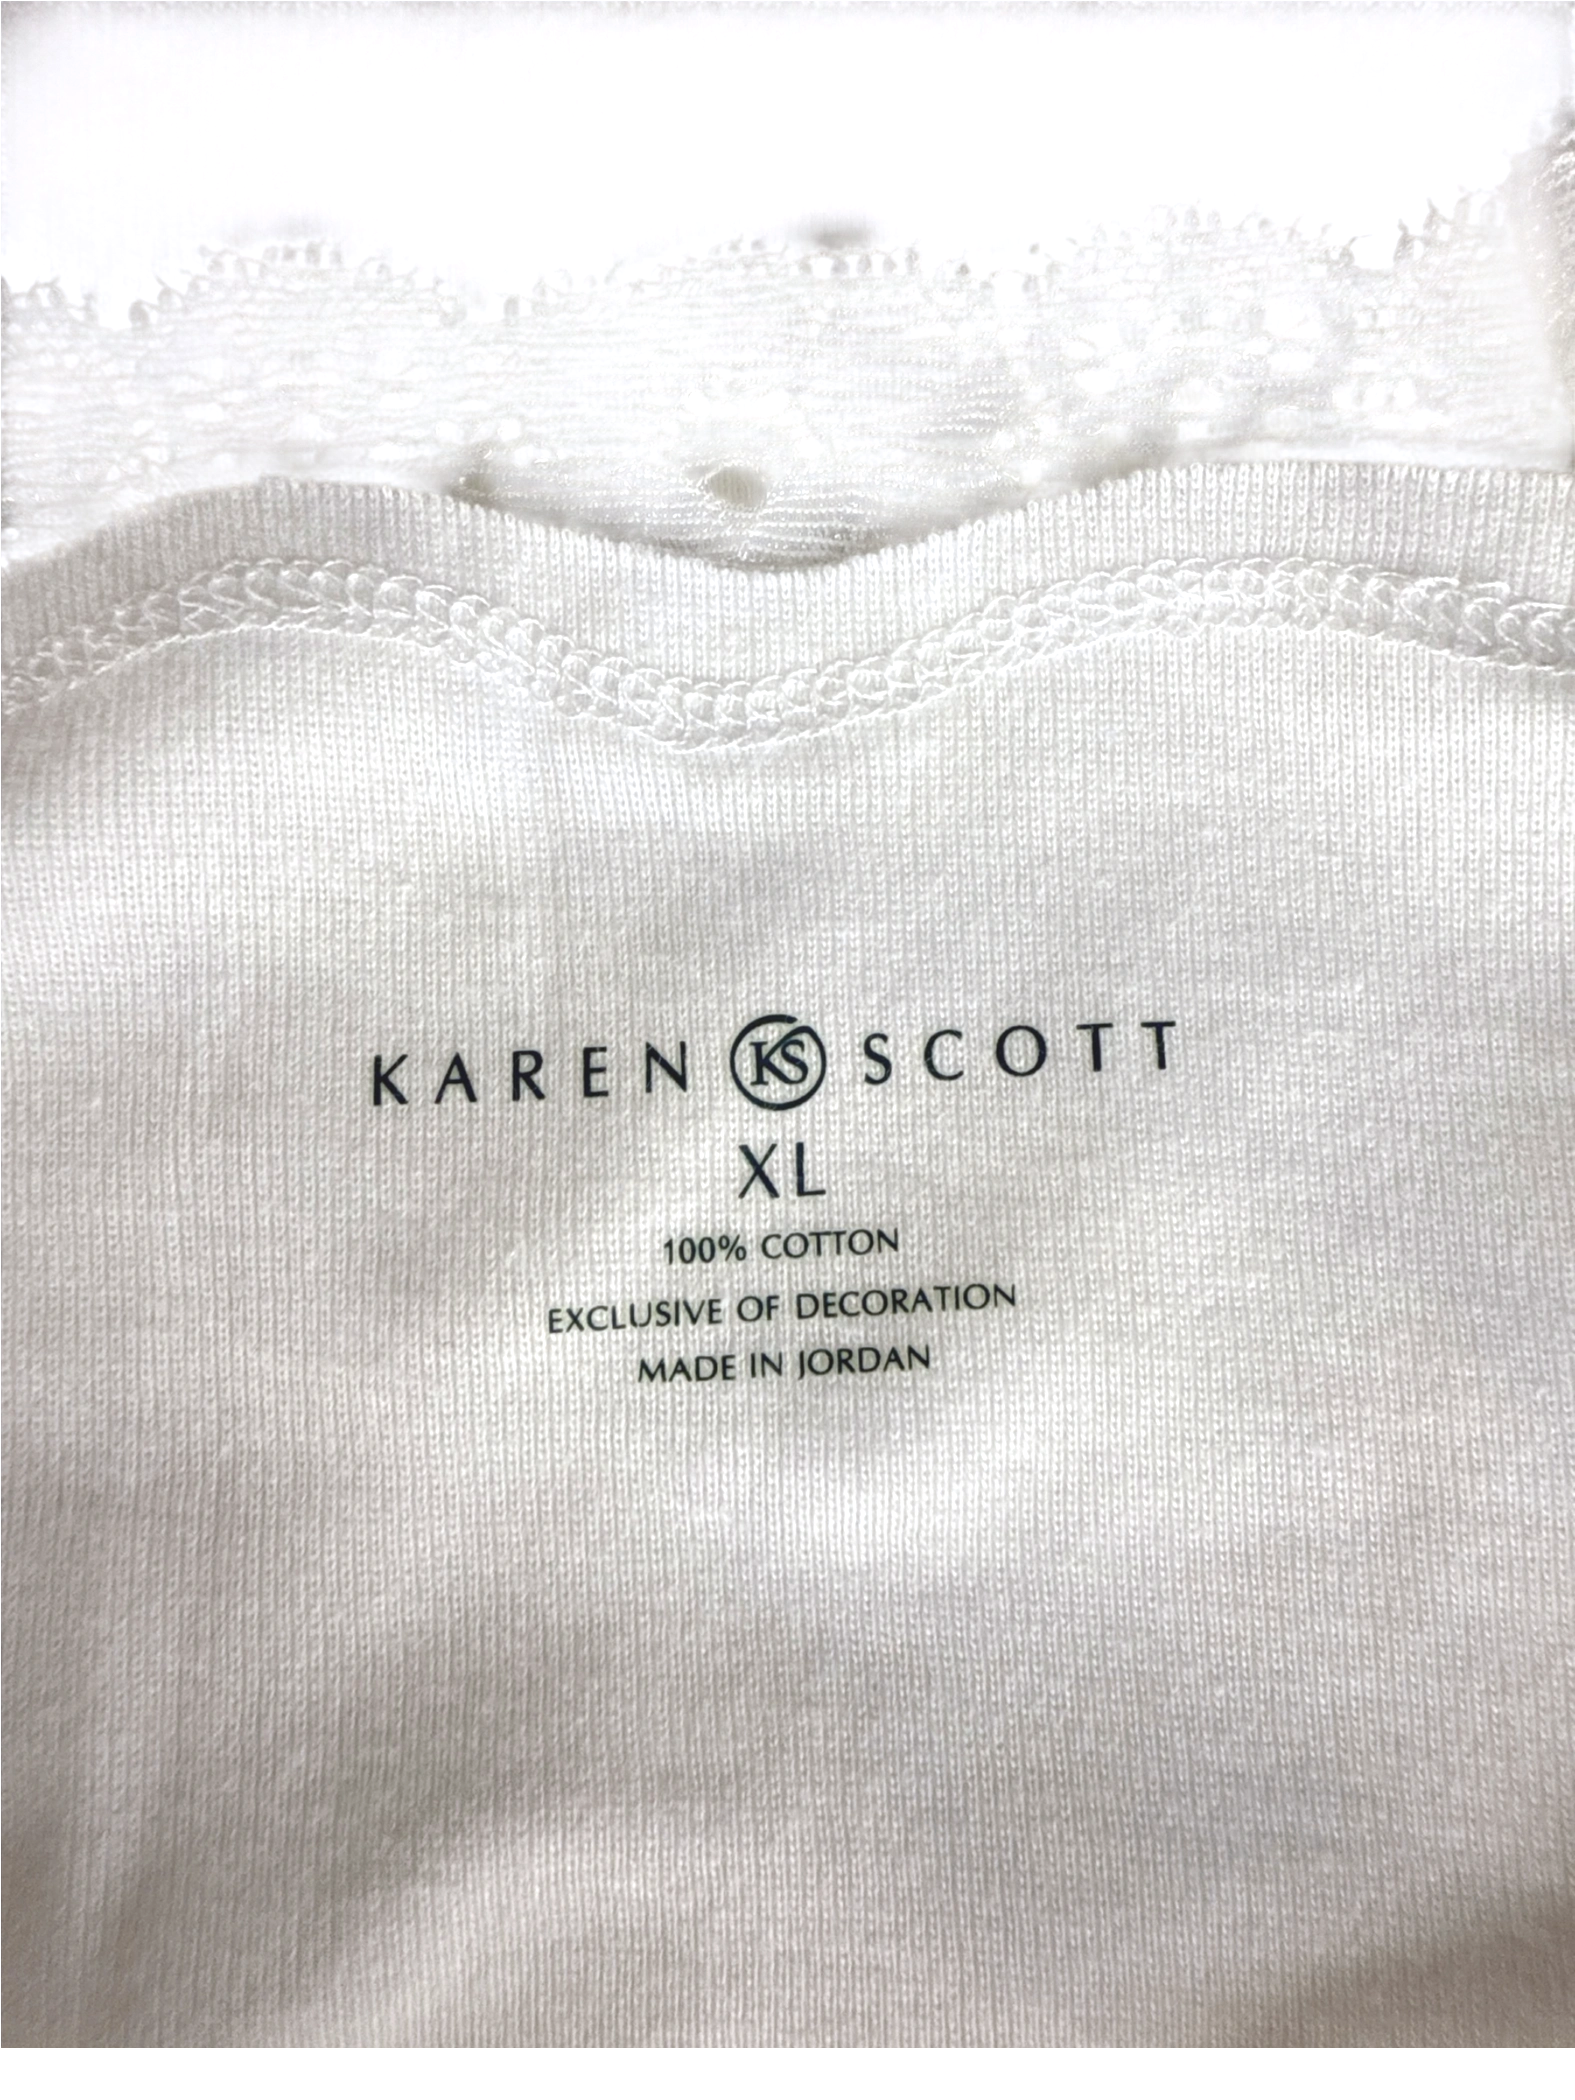 KAREN KS SCOTT
XL
100% COTTON
EXCLUSIVE OF DECORATION
MADE IN JORDAN